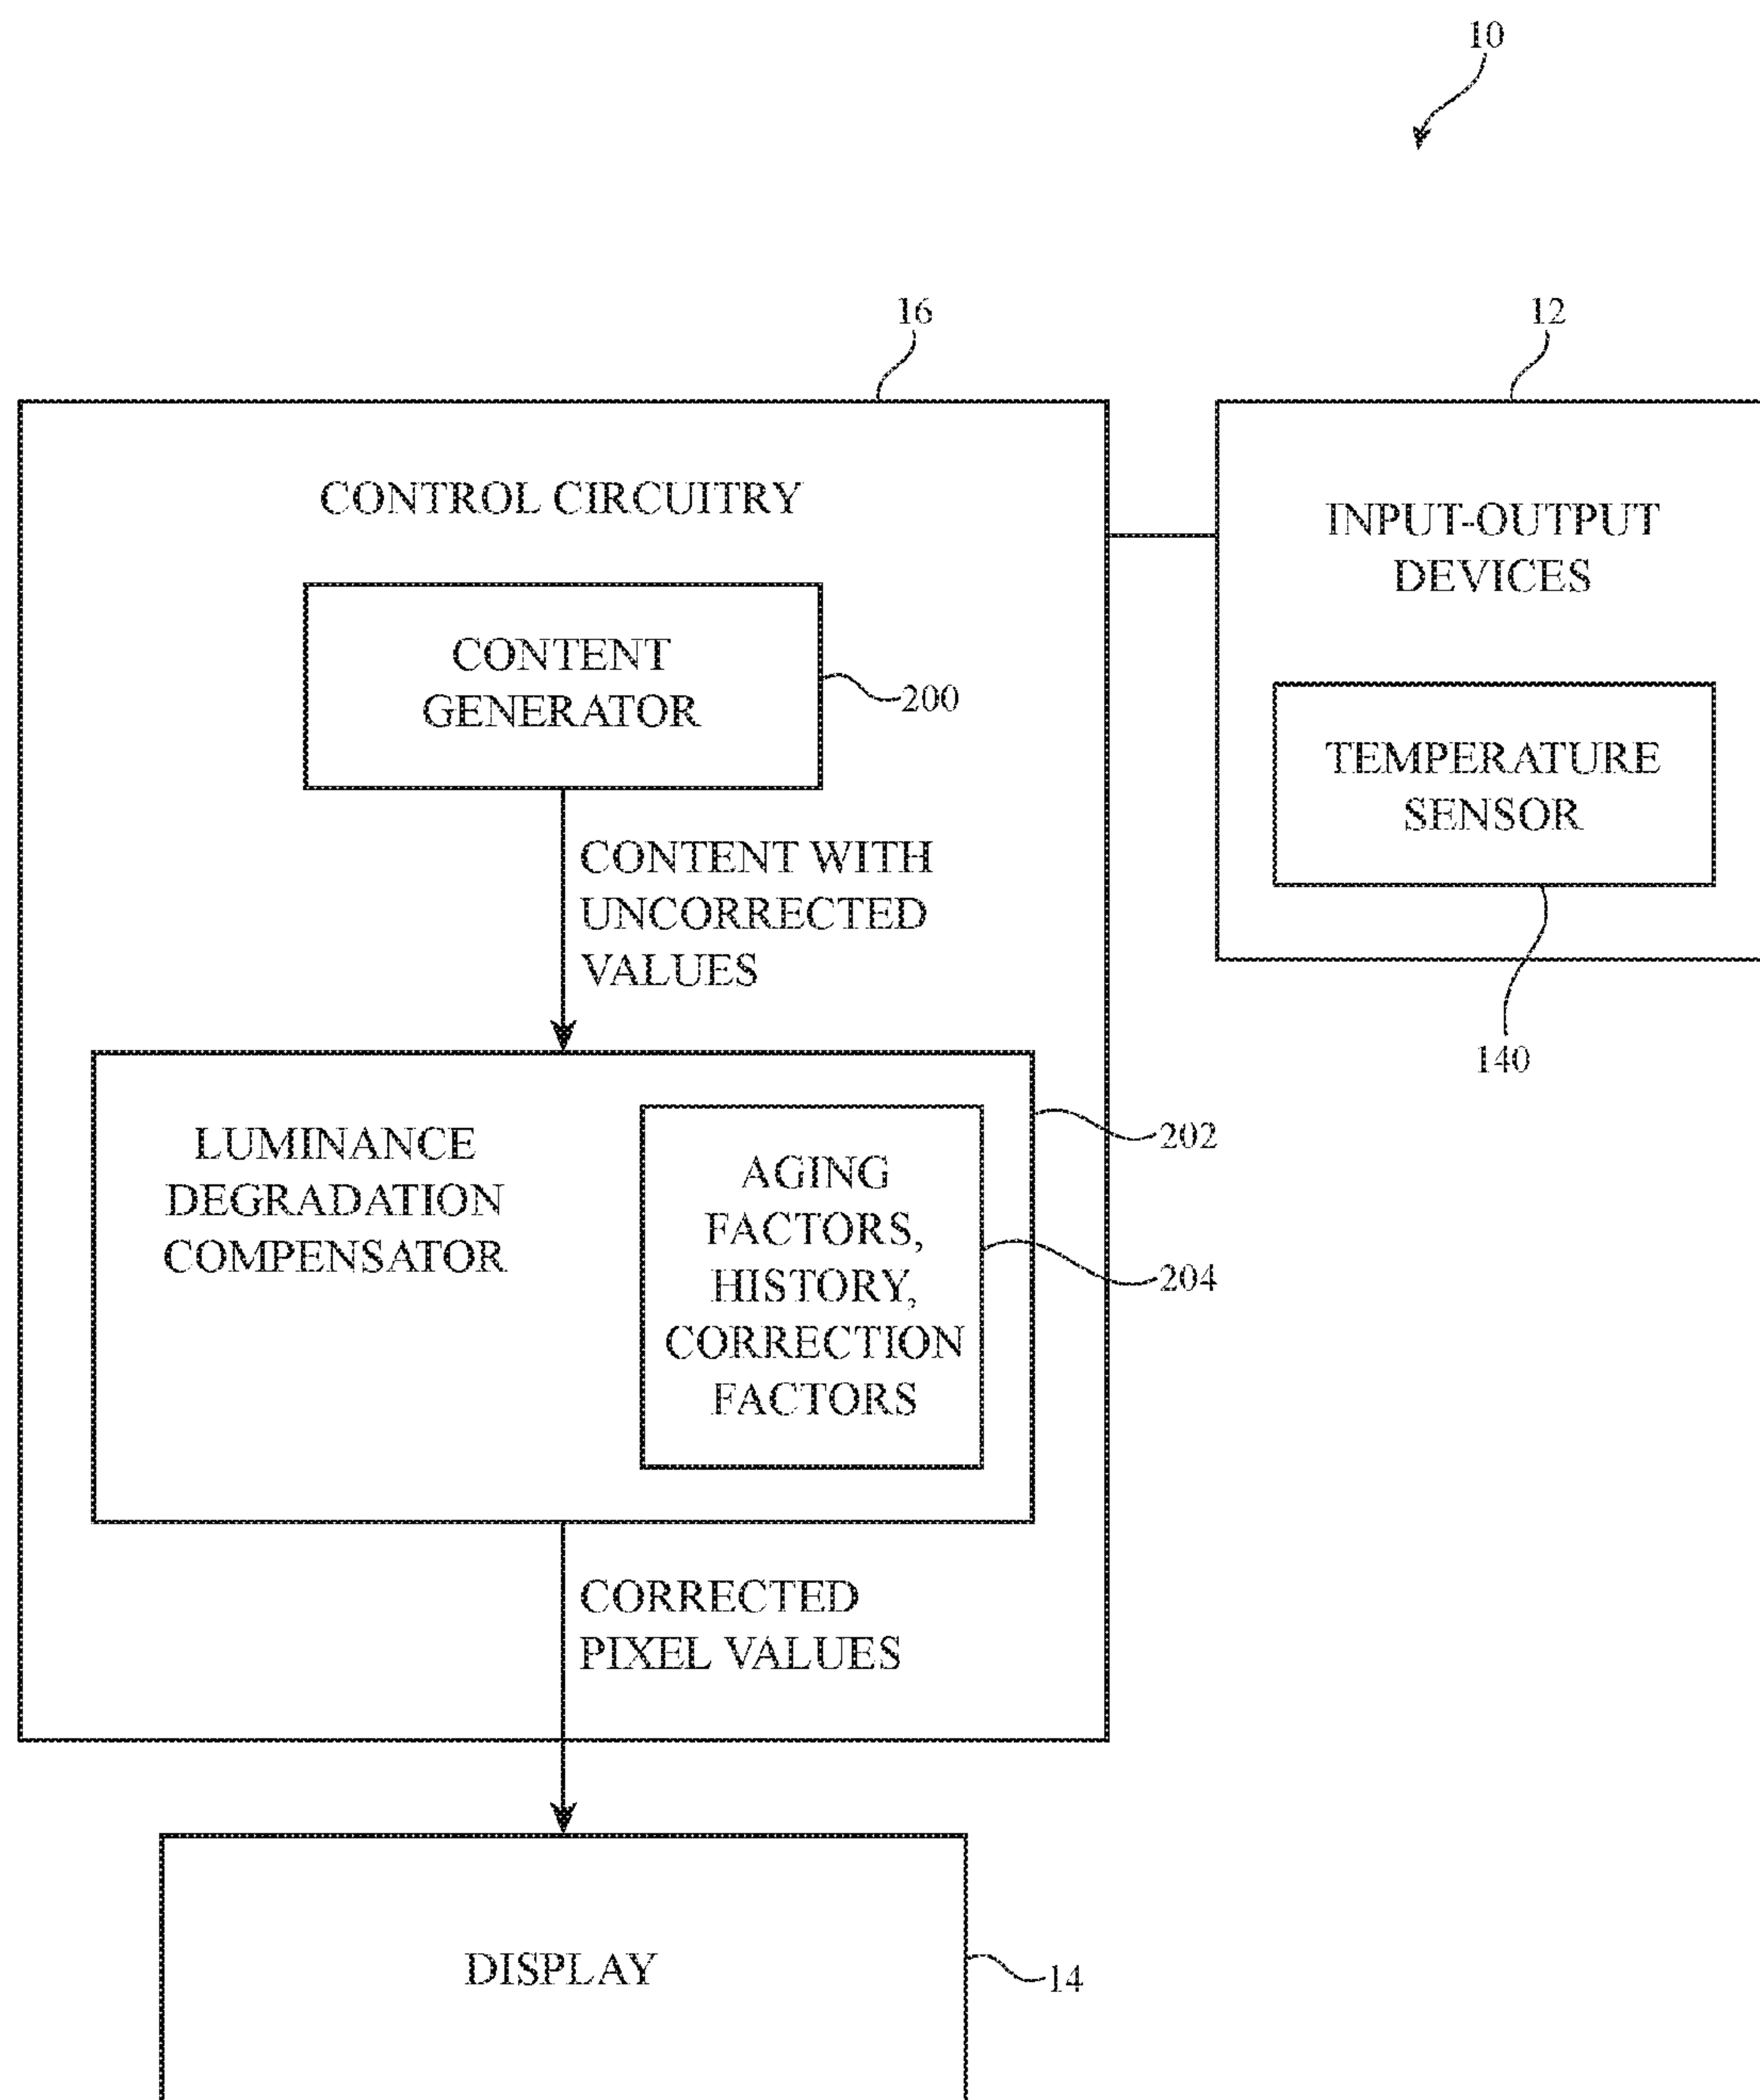 10
16
12
CONTROL CIRCUITRY
INPUT-OUTPUT
DEVICES
CONTENT
GENERATOR
200
TEMPERATURE
SENSOR
140
CONTENT WITH
UNCORRECTED
VALUES
LUMINANCE
DEGRADATION
COMPENSATOR
202
AGING
FACTORS,
HISTORY,
CORRECTION
FACTORS
204
CORRECTED
PIXEL VALUES
DISPLAY
14